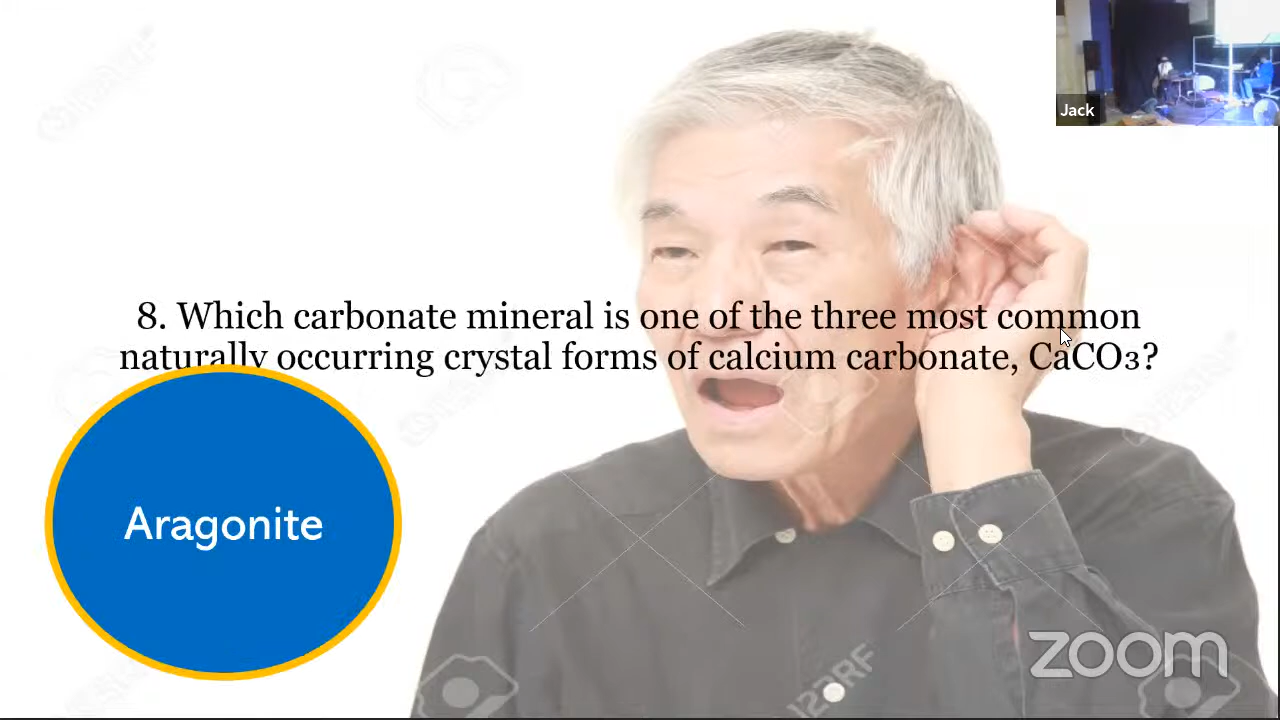 Jack
8. Which carbonate mineral is one of the three most common
naturally occurring crystal forms of calcium carbonate, CaCO₃?
Aragonite
zoom
123RF